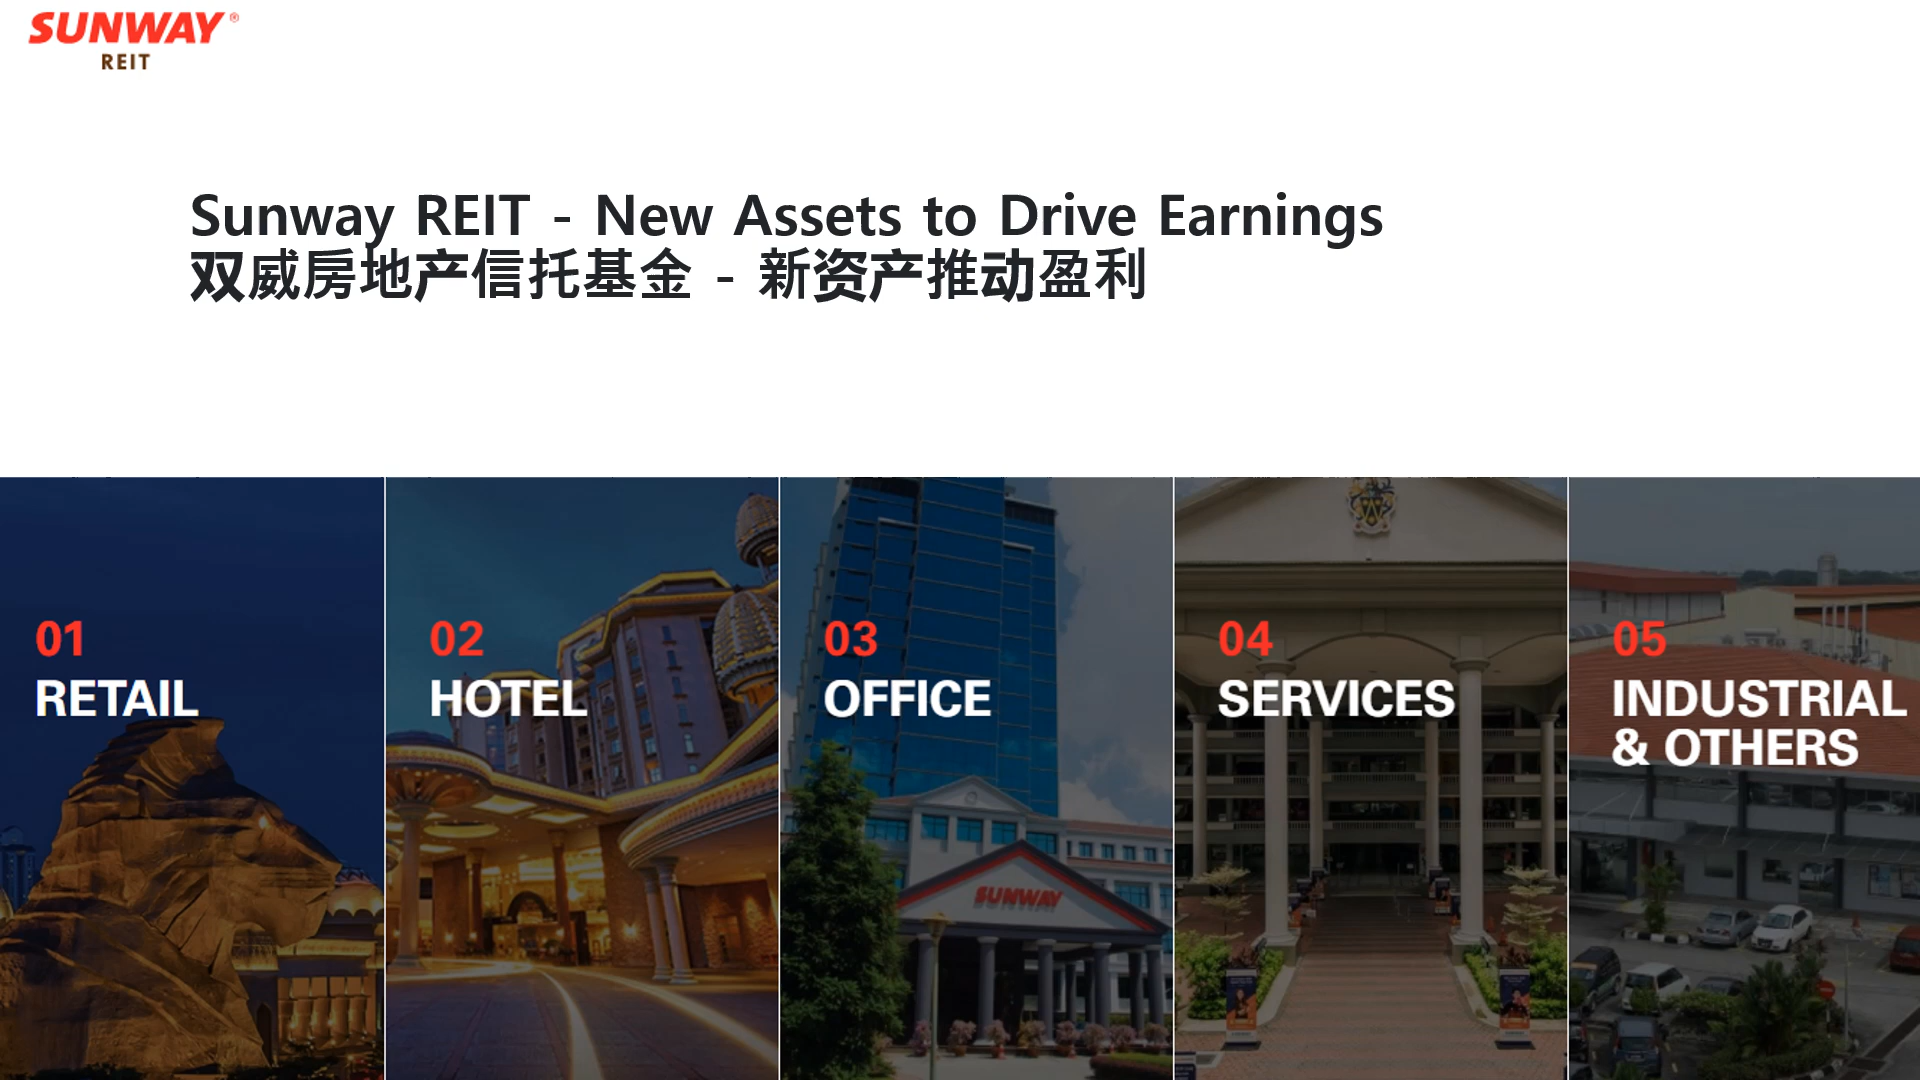 SUNWAY®
REIT
Sunway REIT - New Assets to Drive Earnings
双威房地产信托基金 - 新资产推动盈利
01
RETAIL
02
HOTEL
03
OFFICE
SUNWAY
04
SERVICES
05
INDUSTRIAL
& OTHERS